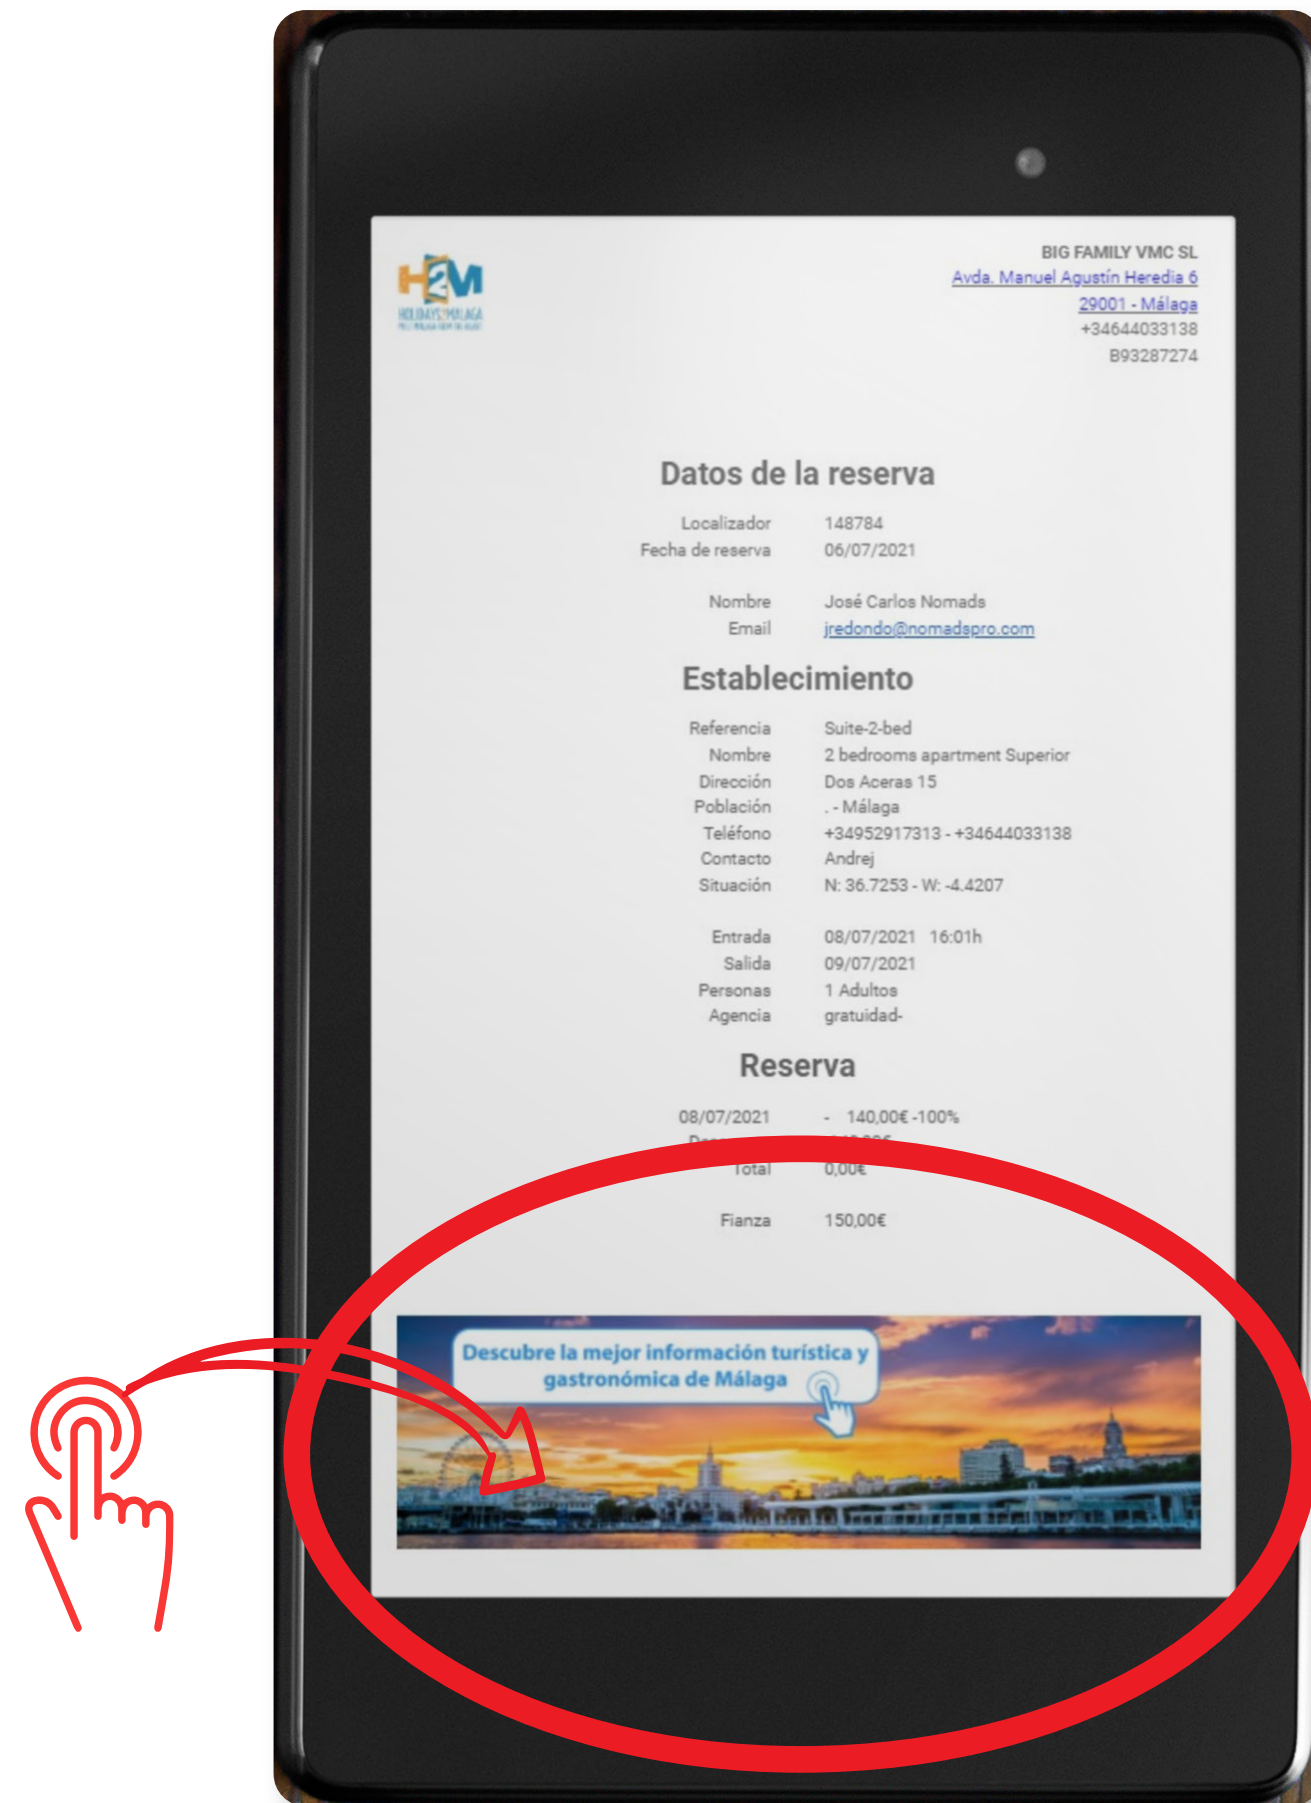 H2M
HOLIDAYS2MALAGA
BIG FAMILY VMC SL
Avda. Manuel Agustín Heredia 6
29001 - Málaga
+34644033138
B93287274
Datos de la reserva
Localizador 148784
Fecha de reserva 06/07/2021
Nombre José Carlos Nomads
Email jredondo@nomadspro.com
Establecimiento
Referencia Suite-2-bed
Nombre 2 bedrooms apartment Superior
Dirección Dos Aceras 15
Población . - Málaga
Teléfono +34952917313 - +34644033138
Contacto Andrej
Situación N: 36.7253 - W: -4.4207
Entrada 08/07/2021 16:01h
Salida 09/07/2021
Personas 1 Adultos
Agencia gratuidad-
Reserva
08/07/2021 - 140,00€ -100%
Total 0,00€
Fianza 150,00€
Descubre la mejor información turística y
gastronómica de Málaga